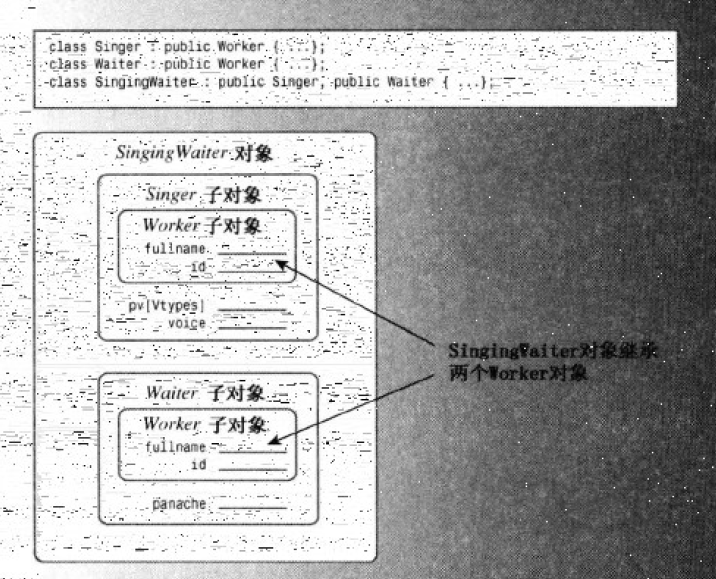 class Singer : public Worker { ...};
class Waiter : public Worker { ...};
class SingingWaiter : public Singer, public Waiter { ...};
SingingWaiter 对象
Singer 子对象
Worker 子对象
fullname
id
pv[Vtypes]
voice
SingingWaiter对象继承
两个Worker对象
Waiter 子对象
Worker 子对象
fullname
id
panache